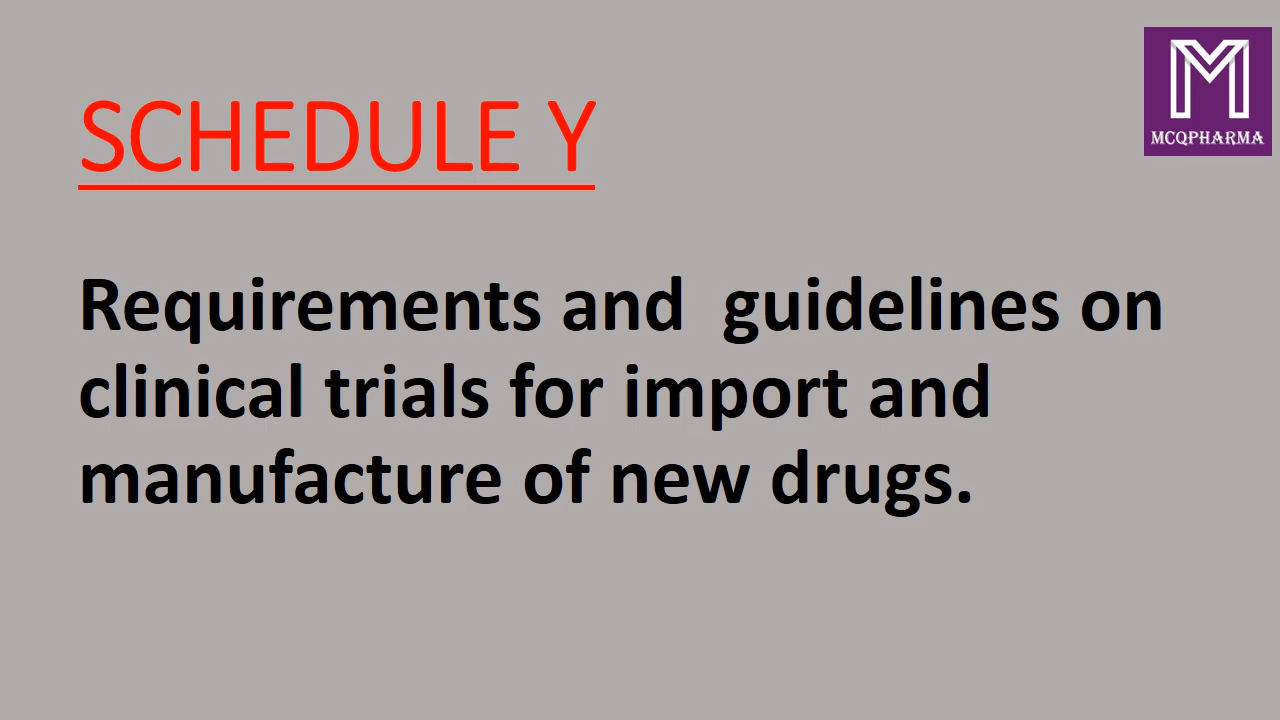 SCHEDULE Y
M
MCQPHARMA
Requirements and  guidelines on
clinical trials for import and
manufacture of new drugs.